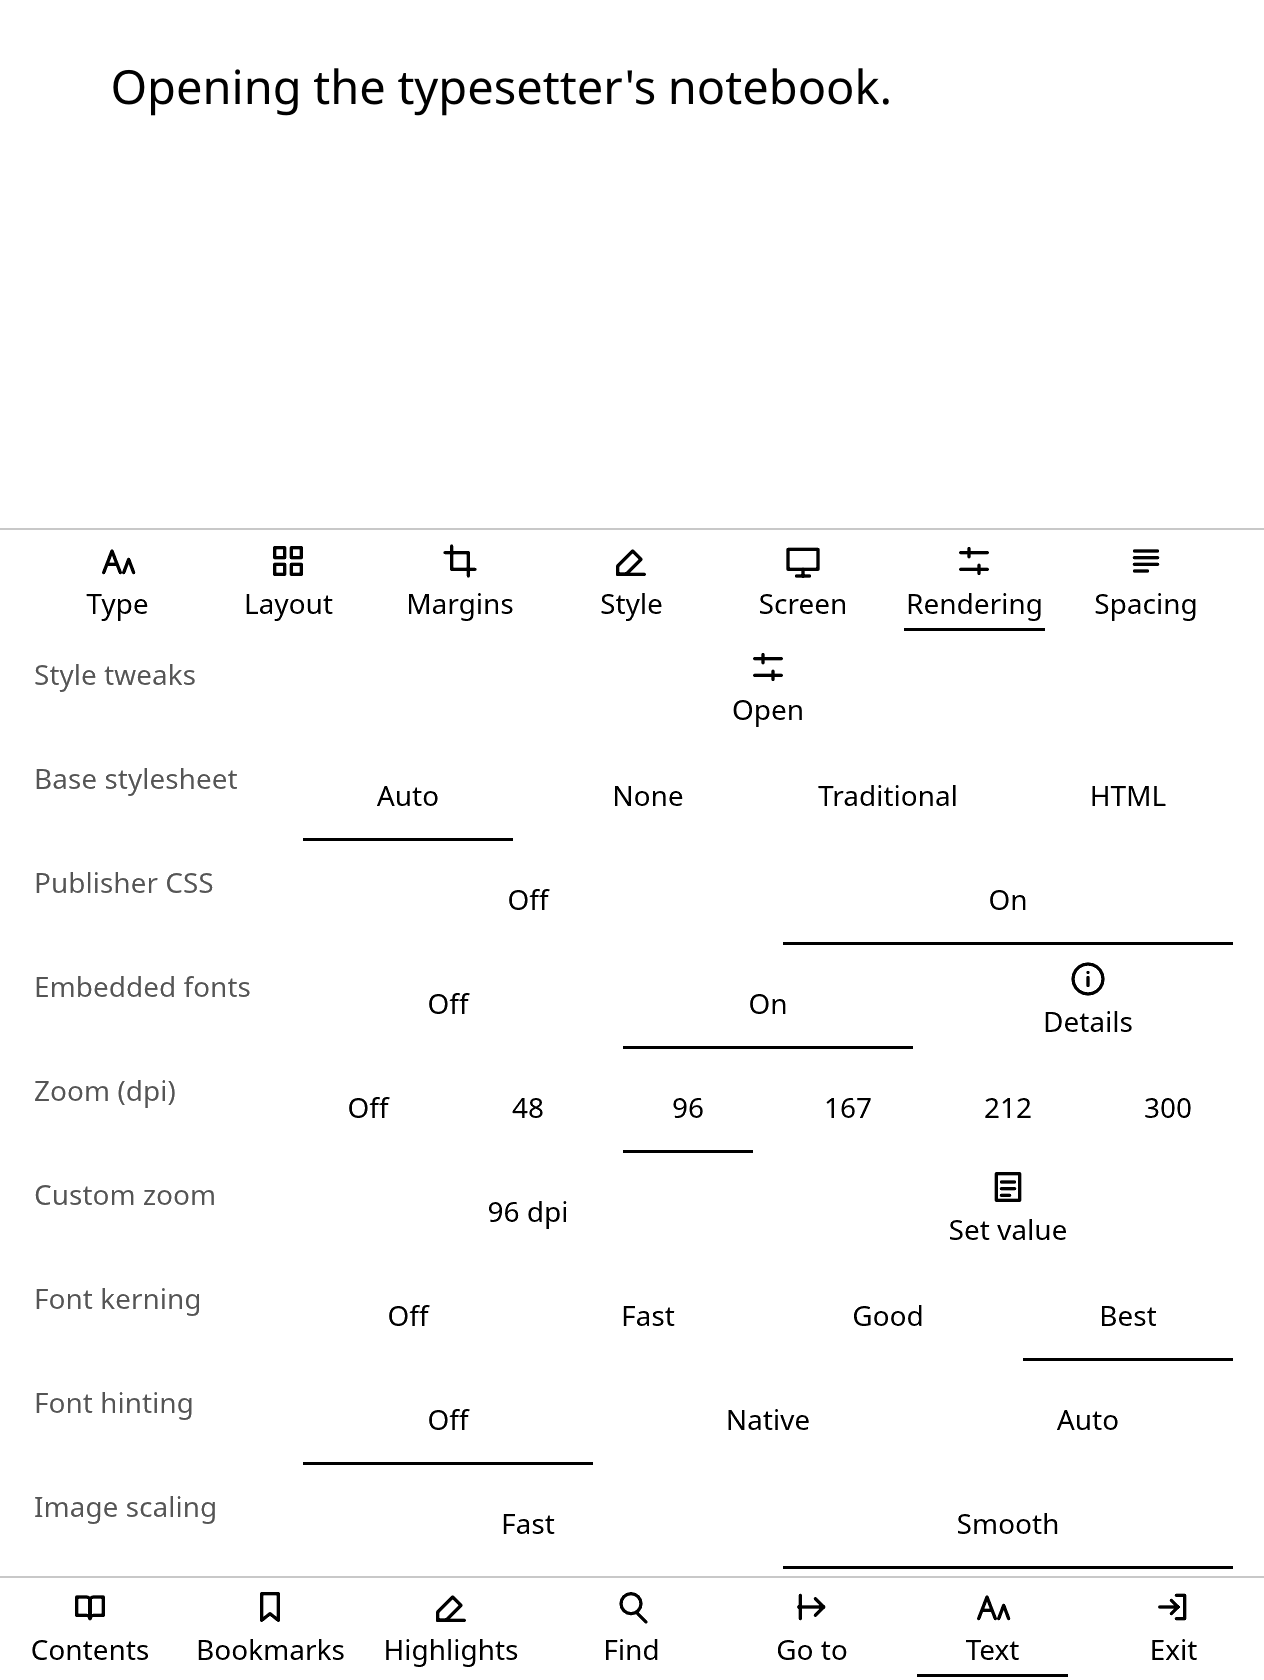 Opening the typesetter's notebook.
Type Layout Margins Style Screen Rendering Spacing
Style tweaks
Open
Base stylesheet
Auto None Traditional HTML
Publisher CSS
Off On
Embedded fonts
Off On Details
Zoom (dpi)
Off 48 96 167 212 300
Custom zoom
96 dpi Set value
Font kerning
Off Fast Good Best
Font hinting
Off Native Auto
Image scaling
Fast Smooth
Contents Bookmarks Highlights Find Go to Text Exit